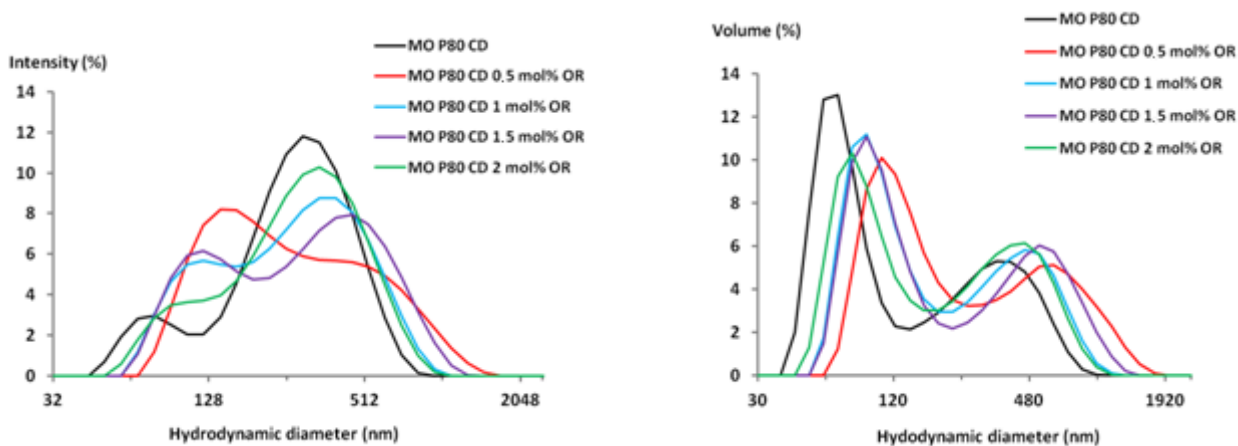 MO P80 CD
MO P80 CD 0.5 mol% OR
MO P80 CD 1 mol% OR
MO P80 CD 1.5 mol% OR
MO P80 CD 2 mol% OR
Intensity (%)
14
12
10
8
6
4
2
0
32
128
512
2048
Hydrodynamic diameter (nm)
MO P80 CD
MO P80 CD 0.5 mol% OR
MO P80 CD 1 mol% OR
MO P80 CD 1.5 mol% OR
MO P80 CD 2 mol% OR
Volume (%)
14
12
10
8
6
4
2
0
30
120
480
1920
Hydodynamic diameter (nm)